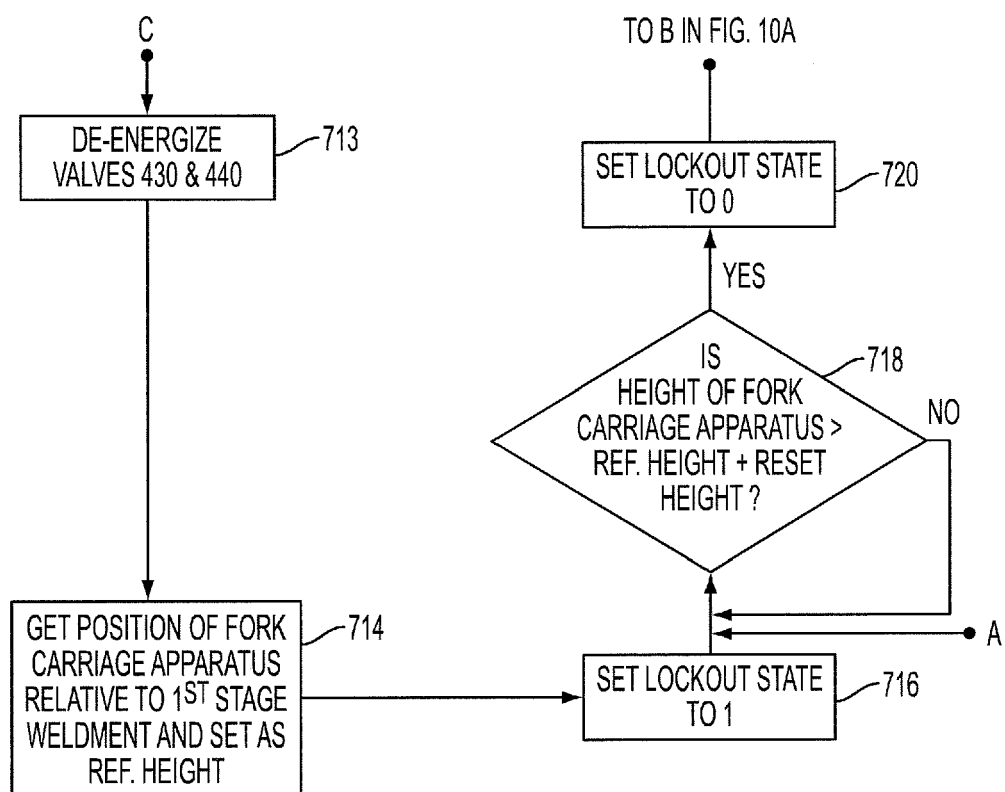 C
DE-ENERGIZE
VALVES 430 & 440
713
GET POSITION OF FORK
CARRIAGE APPARATUS
RELATIVE TO 1ST STAGE
WELDMENT AND SET AS
REF. HEIGHT
714
TO B IN FIG. 10A
SET LOCKOUT STATE
TO 0
720
YES
IS
HEIGHT OF FORK
CARRIAGE APPARATUS >
REF. HEIGHT + RESET
HEIGHT ?
718
NO
A
SET LOCKOUT STATE
TO 1
716